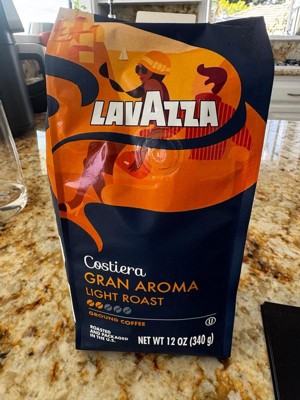 LAVAZZA
Costiera
GRAN AROMA
LIGHT ROAST
GROUND COFFEE
ROASTED
AND PACKAGED
IN THE U.S.
U
NET WT 12 OZ (340 g)